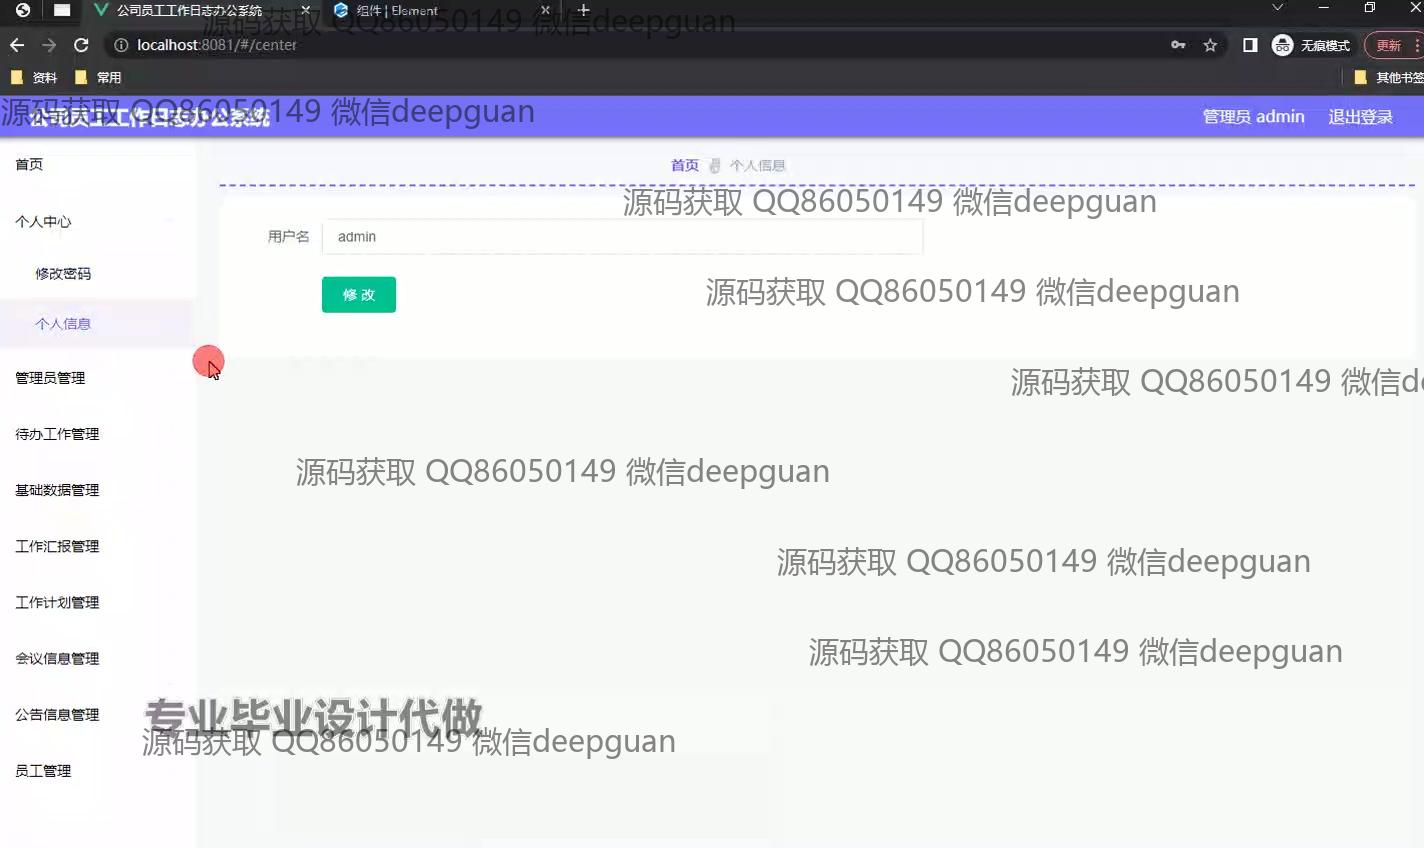 公司员工工作日志办公系统
组件 | Element
源码获取 QQ86050149 微信deepguan
localhost:8081/#/center
无痕模式
更新
资料
常用
其他书签
公司员工工作日志办公系统
源码获取 QQ86050149 微信deepguan
管理员 admin
退出登录
首页
首页
个人信息
源码获取 QQ86050149 微信deepguan
个人中心
用户名
admin
修改密码
修 改
源码获取 QQ86050149 微信deepguan
个人信息
管理员管理
源码获取 QQ86050149 微信de
待办工作管理
源码获取 QQ86050149 微信deepguan
基础数据管理
工作汇报管理
源码获取 QQ86050149 微信deepguan
工作计划管理
会议信息管理
源码获取 QQ86050149 微信deepguan
公告信息管理
专业毕业设计代做
源码获取 QQ86050149 微信deepguan
员工管理